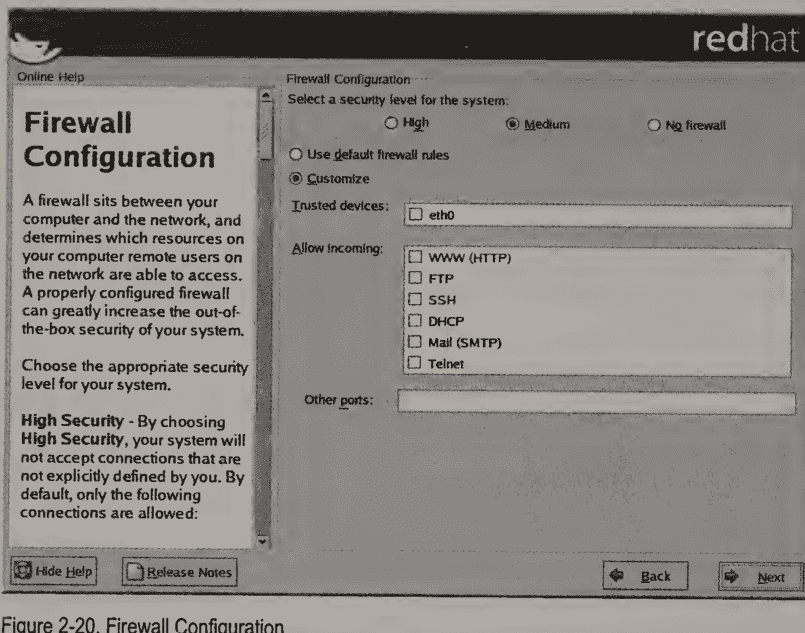 redhat
Online Help
Firewall
Configuration
A firewall sits between your
computer and the network, and
determines which resources on
your computer remote users on
the network are able to access.
A properly configured firewall
can greatly increase the out-of-
the-box security of your system.
Choose the appropriate security
level for your system.
High Security - By choosing
High Security, your system will
not accept connections that are
not explicitly defined by you. By
default, only the following
connections are allowed:
Firewall Configuration
Select a security level for the system:
High Medium No firewall
Use default firewall rules
Customize
Trusted devices: eth0
Allow incoming: WWW (HTTP)
FTP
SSH
DHCP
Mail (SMTP)
Telnet
Other ports:
Hide Help Release Notes Back Next
Figure 2-20. Firewall Configuration